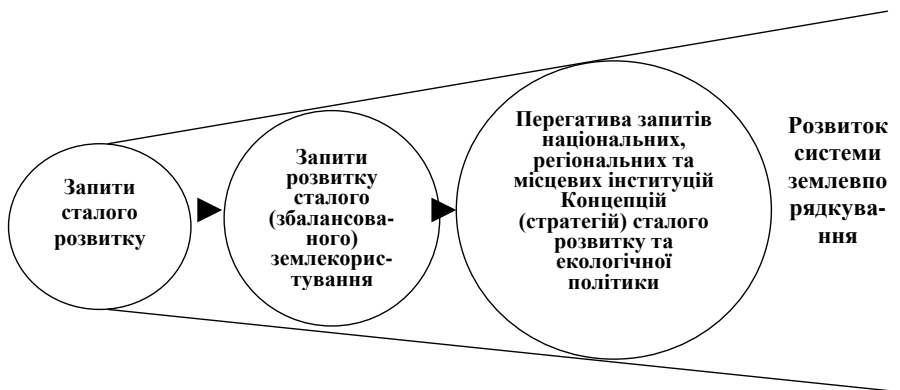 Запити
сталого
розвитку
Запити
розвитку
сталого
(збалансова-
ного)
землекорис-
тування
Перегатива запитів
національних,
регіональних та
місцевих інституцій
Концепцій
(стратегій) сталого
розвитку та
екологічної
політики
Розвиток
системи
землевпо
рядкува-
ння